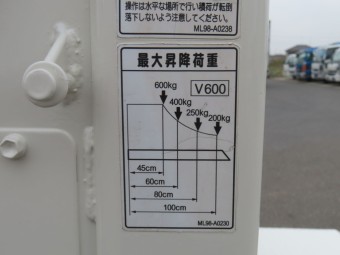 操作は水平な場所で行い積荷が転倒
落下しないよう注意してください。
ML98-A0238
最大昇降荷重
V600
600kg
400kg
250kg
200kg
45cm
60cm
80cm
100cm
ML98-A0230